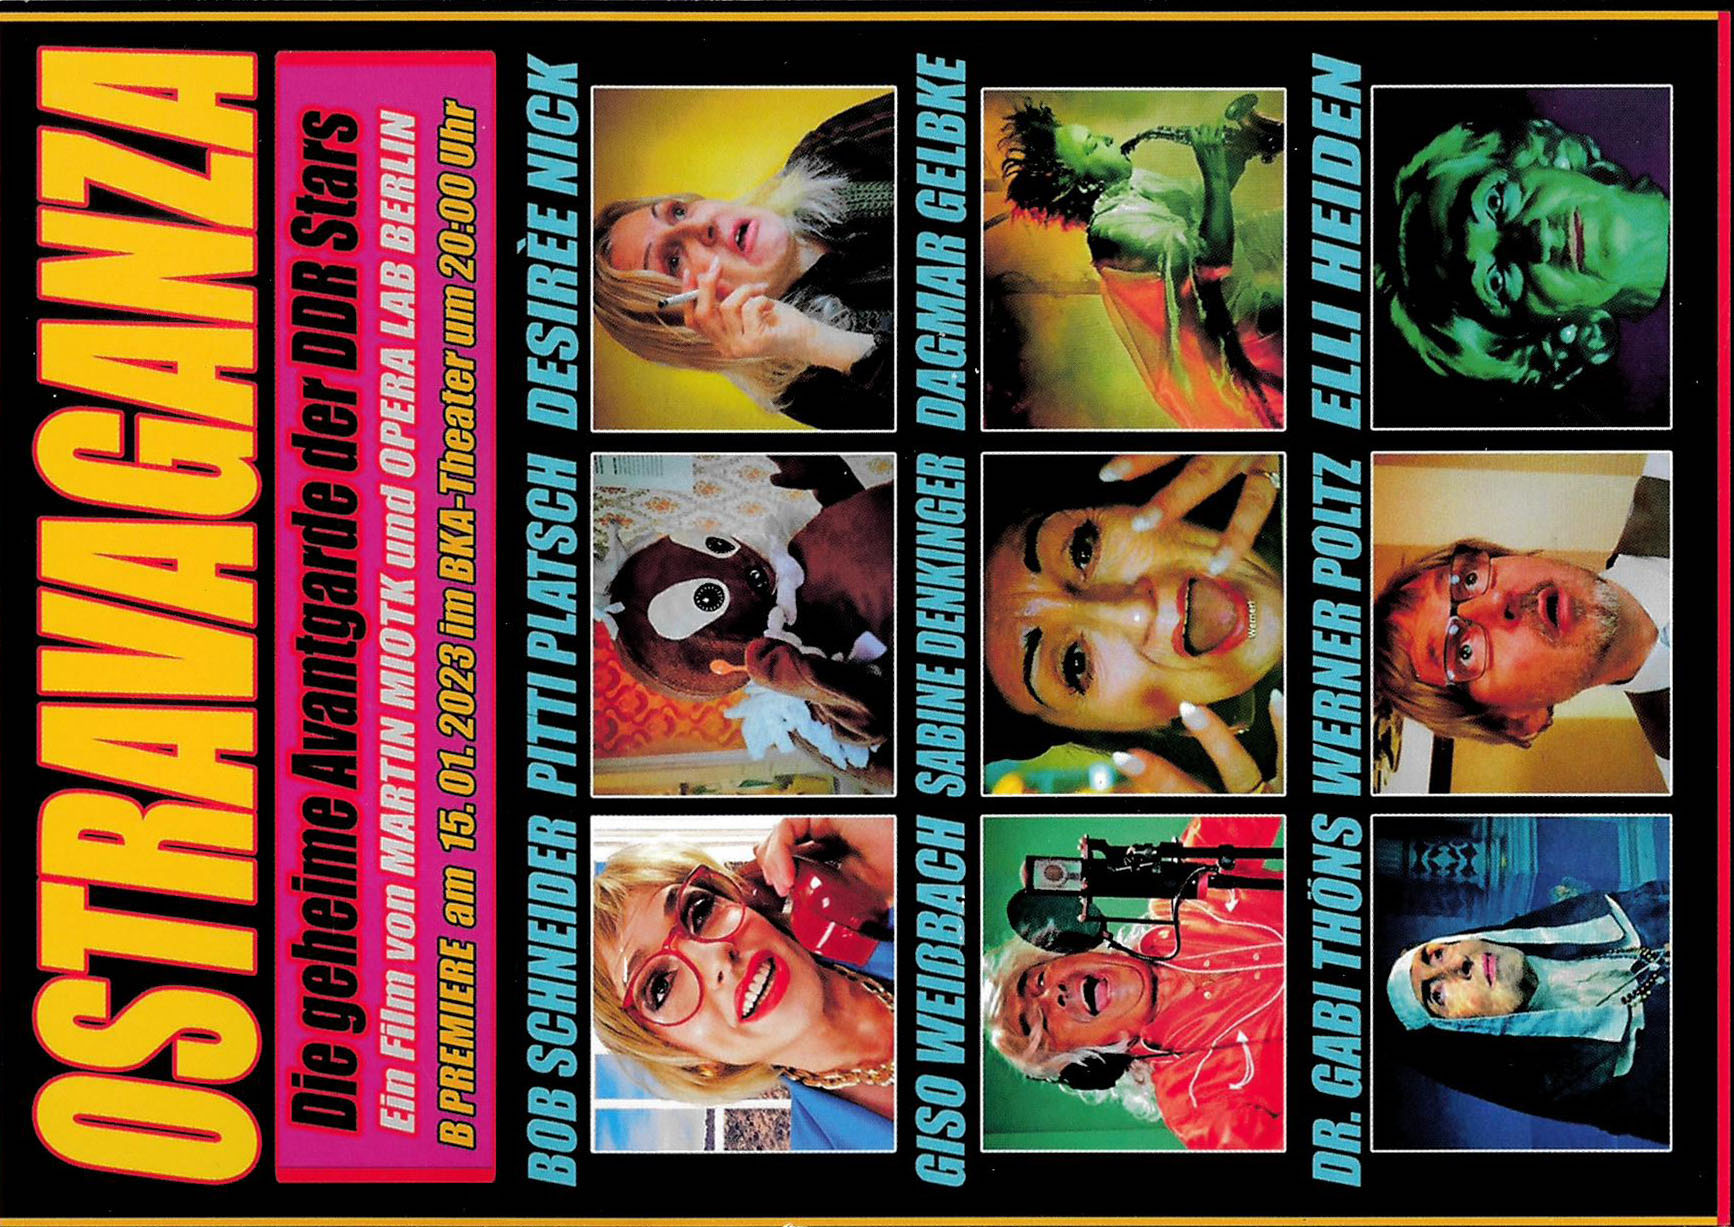 OSTRAVAGANZA
Die geheime Avantgarde der DDR Stars
Ein Film von MARTIN MIOTK und OPERA LAB BERLIN
B PREMIERE am 15. 01. 2023 im BKA-Theater um 20:00 Uhr
BOB SCHNEIDER PITTI PLATSCH DESIRÈE NICK
GISO WEIßBACH SABINE DENKINGER DAGMAR GELBKE
Wernert
DR. GABI THÖNS WERNER POLTZ ELLI HEIDEN